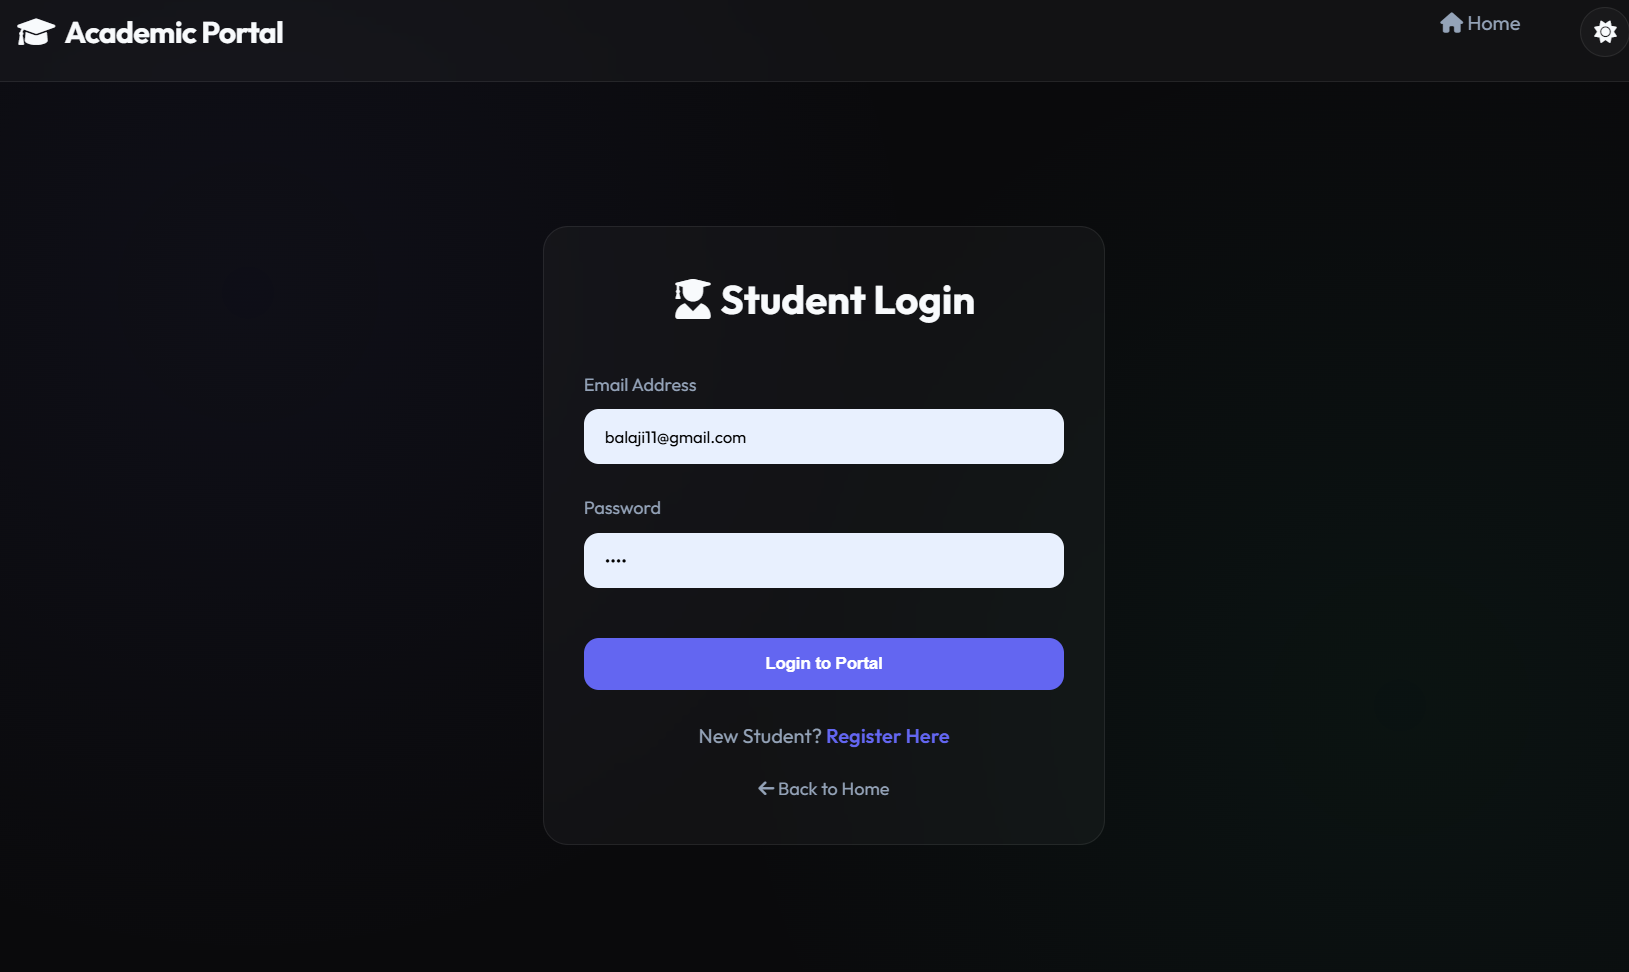 Academic Portal
Home
Student Login
Email Address
balaji11@gmail.com
Password
••••
Login to Portal
New Student? Register Here
Back to Home